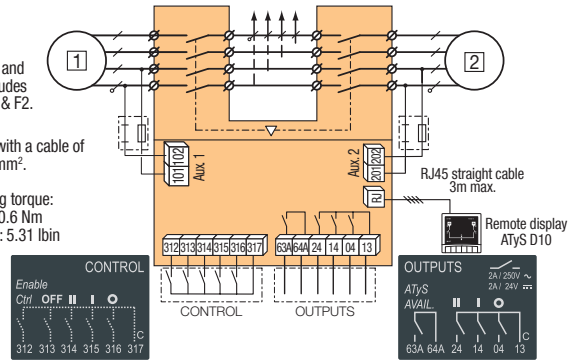 1
2
and
udes
& F2.
with a cable of
mm².
g torque:
0.6 Nm
: 5.31 lbin
101 102
Aux. 1
Aux. 2
201 202
RJ
RJ45 straight cable
3m max.
Remote display
ATyS D10
312 313 314 315 316 317
63A 64A 24 14 04 13
CONTROL
OUTPUTS
CONTROL
Enable
Ctrl OFF II I O
C
312 313 314 315 316 317
OUTPUTS
2A / 250V ~
2A / 24V ⎓
ATyS
AVAIL. II I O
C
63A 64A 24 14 04 13